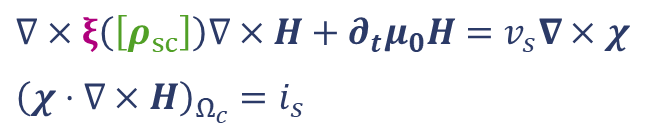 ∇ × ξ([ρsc])∇ × H + ∂tμ0H = vs∇ × χ
(χ · ∇ × H)Ωc = is